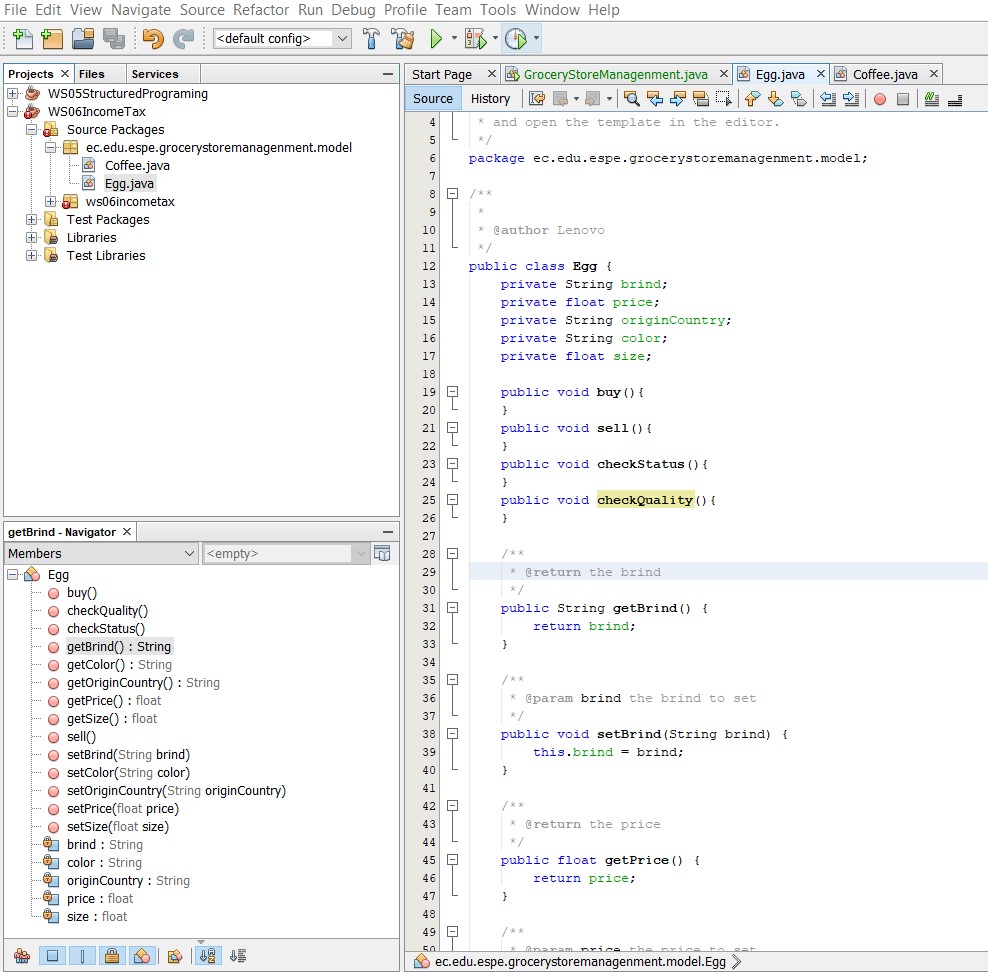 File Edit View Navigate Source Refactor Run Debug Profile Team Tools Window Help
<default config>
Projects Files Services
WS05StructuredPrograming
WS06IncomeTax
Source Packages
ec.edu.espe.grocerystoremanagenment.model
Coffee.java
Egg.java
ws06incometax
Test Packages
Libraries
Test Libraries
getBrind - Navigator
Members <empty>
Egg
buy()
checkQuality()
checkStatus()
getBrind() : String
getColor() : String
getOriginCountry() : String
getPrice() : float
getSize() : float
sell()
setBrind(String brind)
setColor(String color)
setOriginCountry(String originCountry)
setPrice(float price)
setSize(float size)
brind : String
color : String
originCountry : String
price : float
size : float
Start Page GroceryStoreManagenment.java Egg.java Coffee.java
Source History
4 * and open the template in the editor.
5 */
6 package ec.edu.espe.grocerystoremanagenment.model;
7
8 /**
9 *
10 * @author Lenovo
11 */
12 public class Egg {
13 private String brind;
14 private float price;
15 private String originCountry;
16 private String color;
17 private float size;
18
19 public void buy(){
20 }
21 public void sell(){
22 }
23 public void checkStatus(){
24 }
25 public void checkQuality(){
26 }
27
28 /**
29 * @return the brind
30 */
31 public String getBrind() {
32 return brind;
33 }
34
35 /**
36 * @param brind the brind to set
37 */
38 public void setBrind(String brind) {
39 this.brind = brind;
40 }
41
42 /**
43 * @return the price
44 */
45 public float getPrice() {
46 return price;
47 }
48
49 /**
50 * @param price the price to set
ec.edu.espe.grocerystoremanagenment.model.Egg